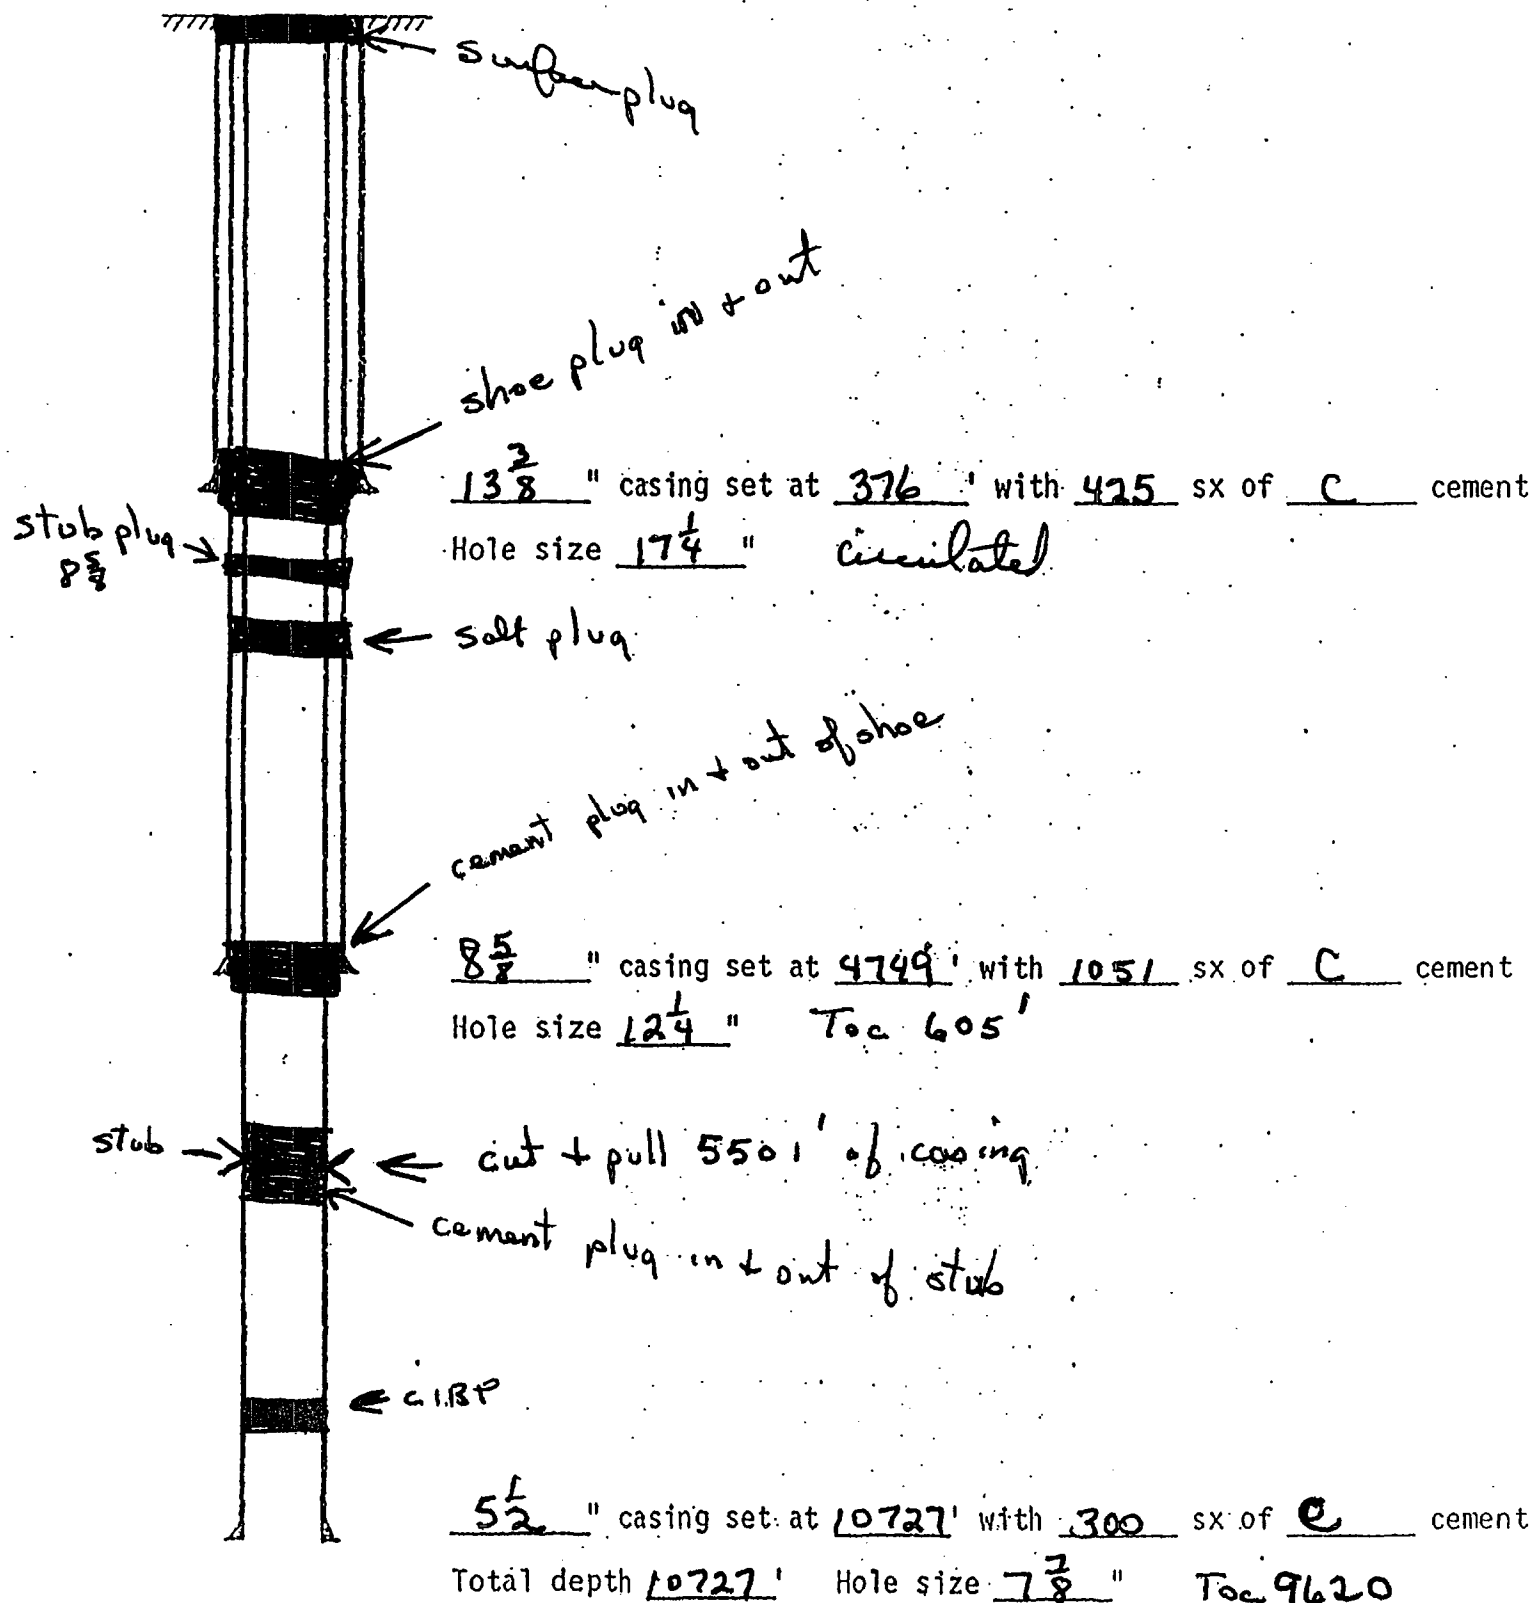 surface plug
shoe plug in + out
13 3/8 " casing set at 376 ' with 425 sx of C cement
Hole size 17 1/4 " circulated
stub plug
8 5/8
salt plug
cement plug in + out of shoe
8 5/8 " casing set at 4749' with 1051 sx of C cement
Hole size 12 1/4 " Toc 605'
stub
cut + pull 5501' of casing
cement plug in + out of stub
C.I.B.P
5 1/2 " casing set at 10727' with 300 sx of C cement
Total depth 10727' Hole size 7 7/8 " Toc 9620